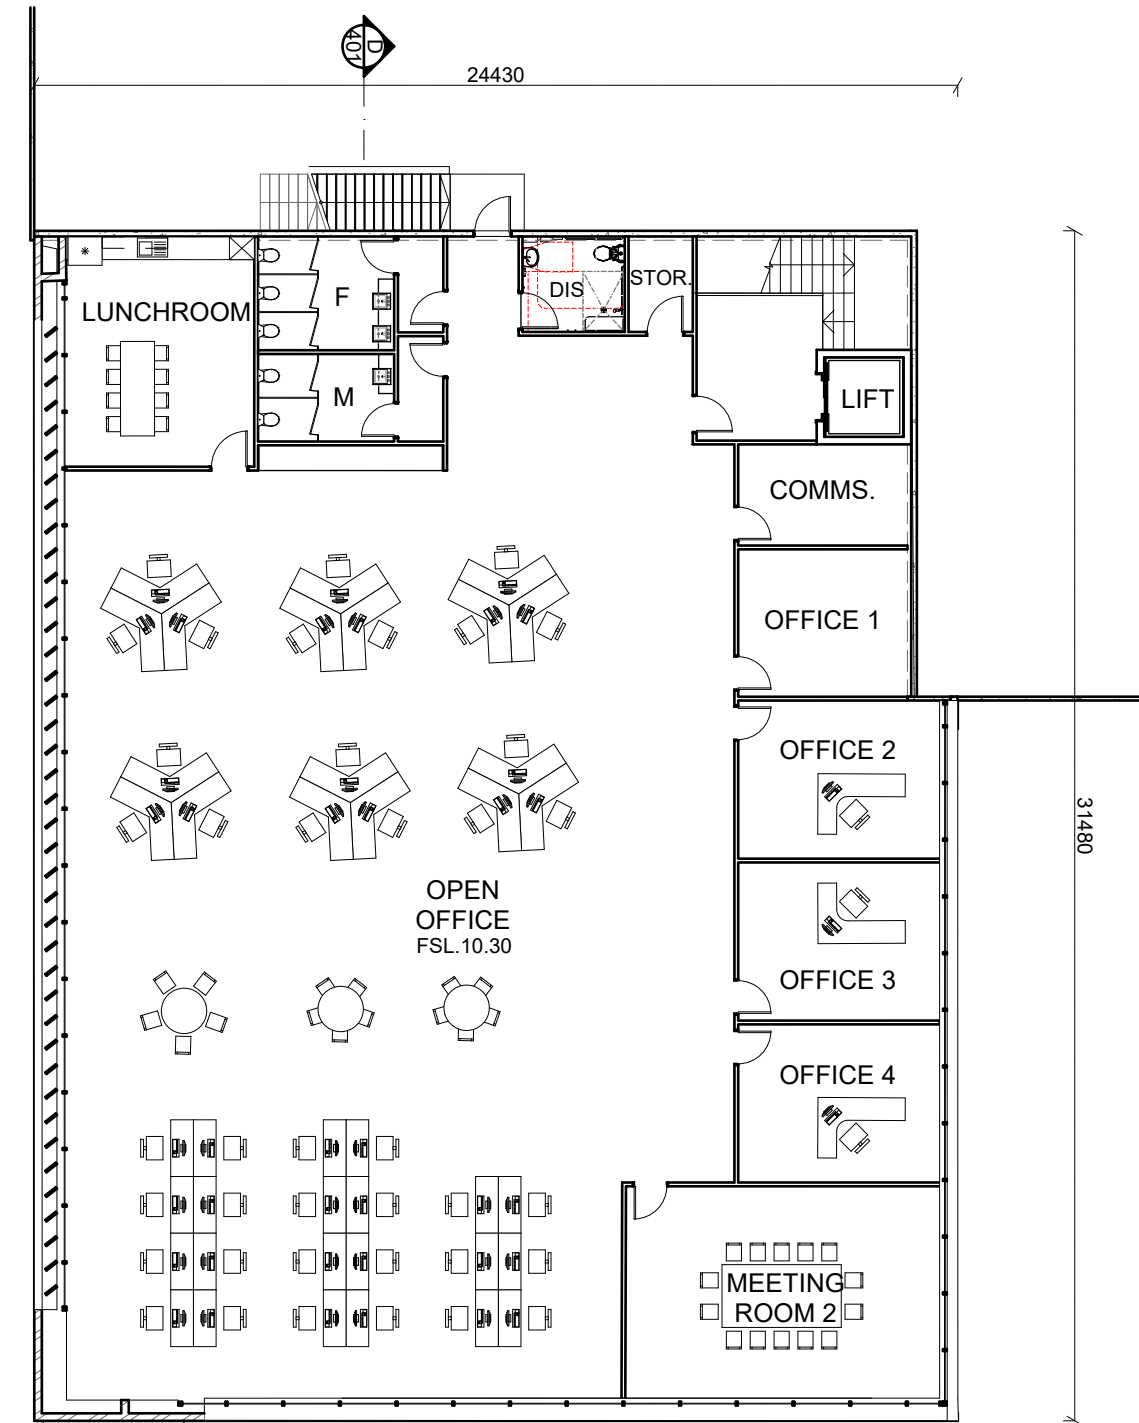 D
401
24430
LUNCHROOM
F
DIS
STOR.
M
LIFT
COMMS.
OFFICE 1
OFFICE 2
31480
OPEN
OFFICE
FSL.10.30
OFFICE 3
OFFICE 4
MEETING
ROOM 2